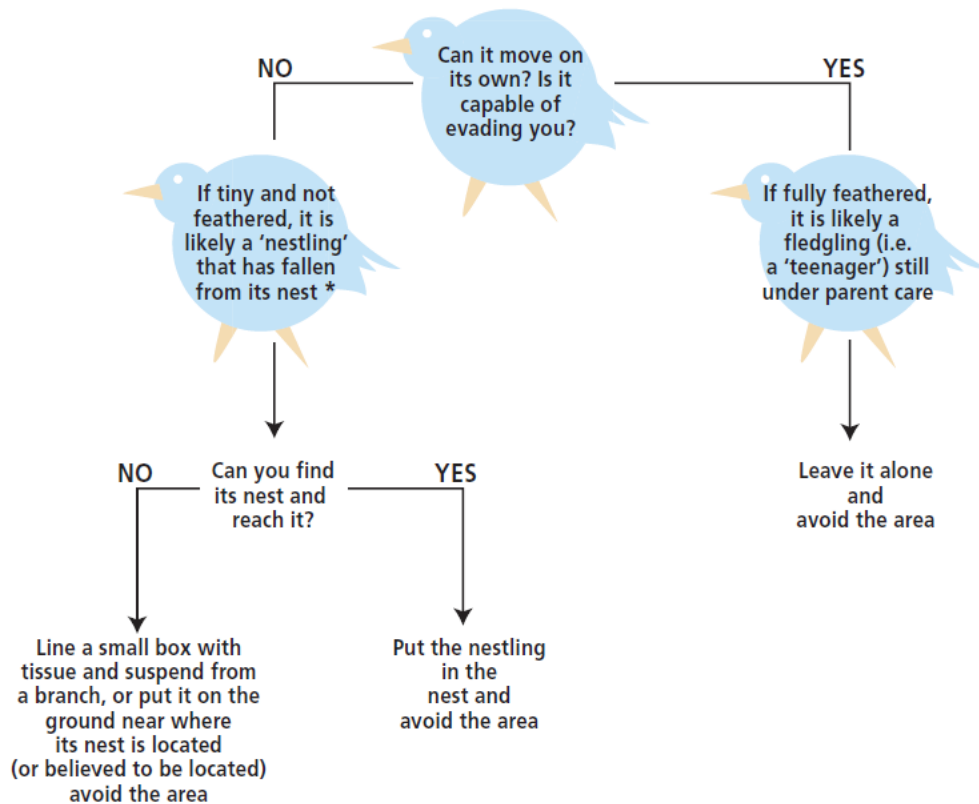 Can it move on
its own? Is it
capable of
evading you?
NO
YES
If tiny and not
feathered, it is
likely a ‘nestling’
that has fallen
from its nest *
If fully feathered,
it is likely a
fledgling (i.e.
a ‘teenager’) still
under parent care
NO
Can you find
its nest and
reach it?
YES
Leave it alone
and
avoid the area
Line a small box with
tissue and suspend from
a branch, or put it on the
ground near where
its nest is located
(or believed to be located)
avoid the area
Put the nestling
in the
nest and
avoid the area